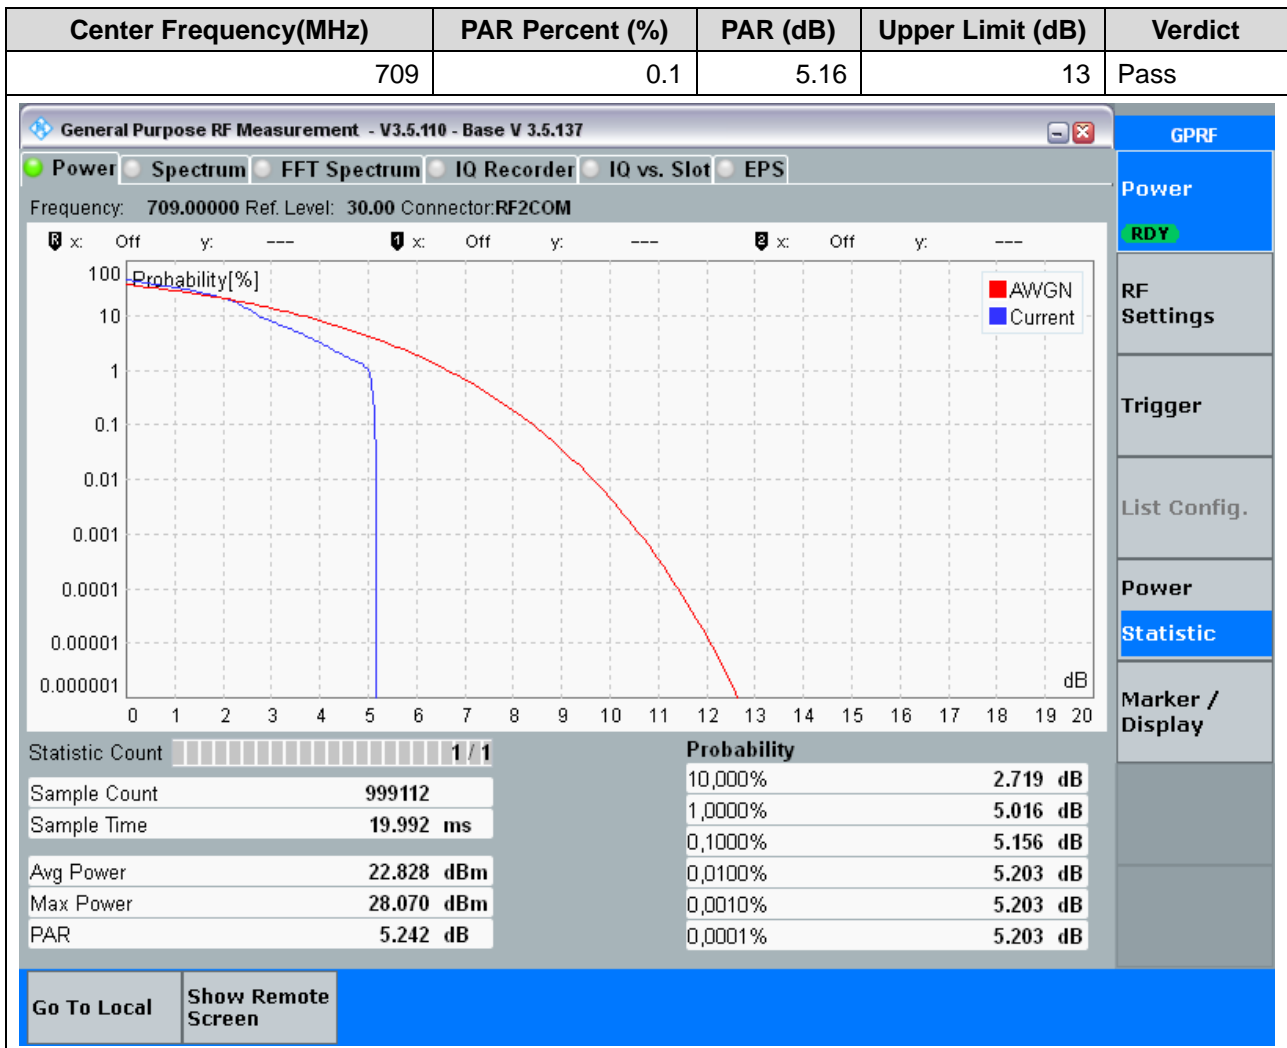 Center Frequency(MHz) PAR Percent (%) PAR (dB) Upper Limit (dB) Verdict
709 0.1 5.16 13 Pass
General Purpose RF Measurement - V3.5.110 - Base V 3.5.137
GPRF
Power Spectrum FFT Spectrum IQ Recorder IQ vs. Slot EPS
Power
RDY
Frequency: 709.00000 Ref. Level: 30.00 Connector:RF2COM
R x: Off y: --- 1 x: Off y: --- 2 x: Off y: ---
Probability[%]
AWGN
Current
100
10
1
0.1
0.01
0.001
0.0001
0.00001
0.000001
dB
0 1 2 3 4 5 6 7 8 9 10 11 12 13 14 15 16 17 18 19 20
RF
Settings
Trigger
List Config.
Power
Statistic
Marker /
Display
Statistic Count 1 / 1
Sample Count 999112
Sample Time 19.992 ms
Avg Power 22.828 dBm
Max Power 28.070 dBm
PAR 5.242 dB
Probability
10,000% 2.719 dB
1,0000% 5.016 dB
0,1000% 5.156 dB
0,0100% 5.203 dB
0,0010% 5.203 dB
0,0001% 5.203 dB
Go To Local
Show Remote
Screen